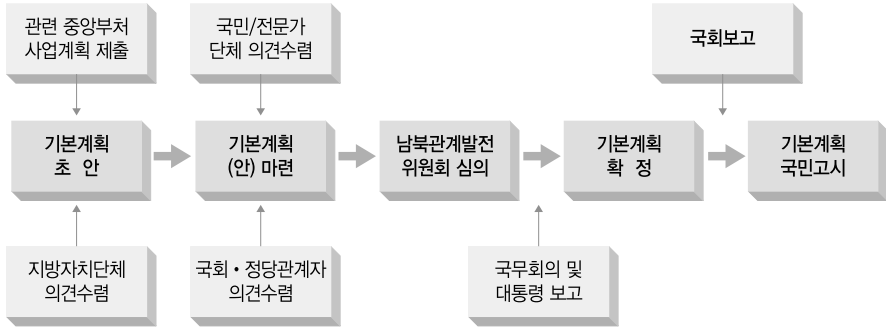 관련 중앙부처
사업계획 제출
국민/전문가
단체 의견수렴
국회보고
기본계획
초 안
기본계획
(안) 마련
남북관계발전
위원회 심의
기본계획
확 정
기본계획
국민고시
지방자치단체
의견수렴
국회·정당관계자
의견수렴
국무회의 및
대통령 보고